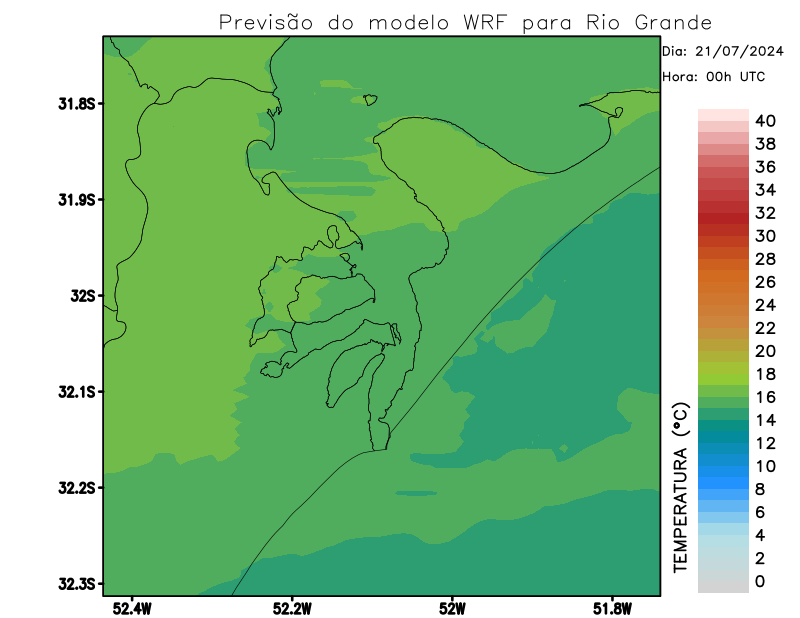 Previsão do modelo WRF para Rio Grande
Dia: 21/07/2024
Hora: 00h UTC
31.8S
31.9S
32S
32.1S
32.2S
32.3S
52.4W
52.2W
52W
51.8W
TEMPERATURA (°C)
40
38
36
34
32
30
28
26
24
22
20
18
16
14
12
10
8
6
4
2
0